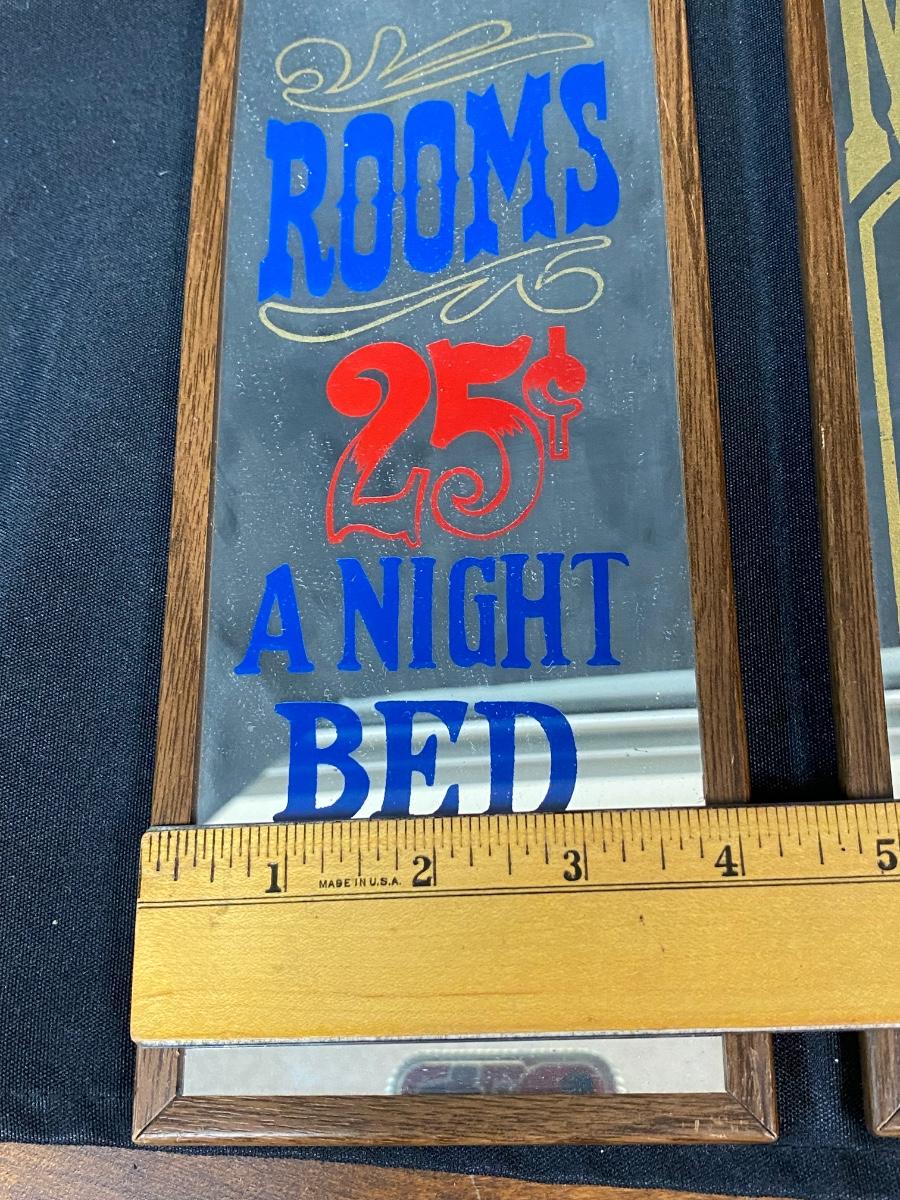 ROOMS
25¢
A NIGHT
BED
1 2 3 4 5
MADE IN U.S.A.